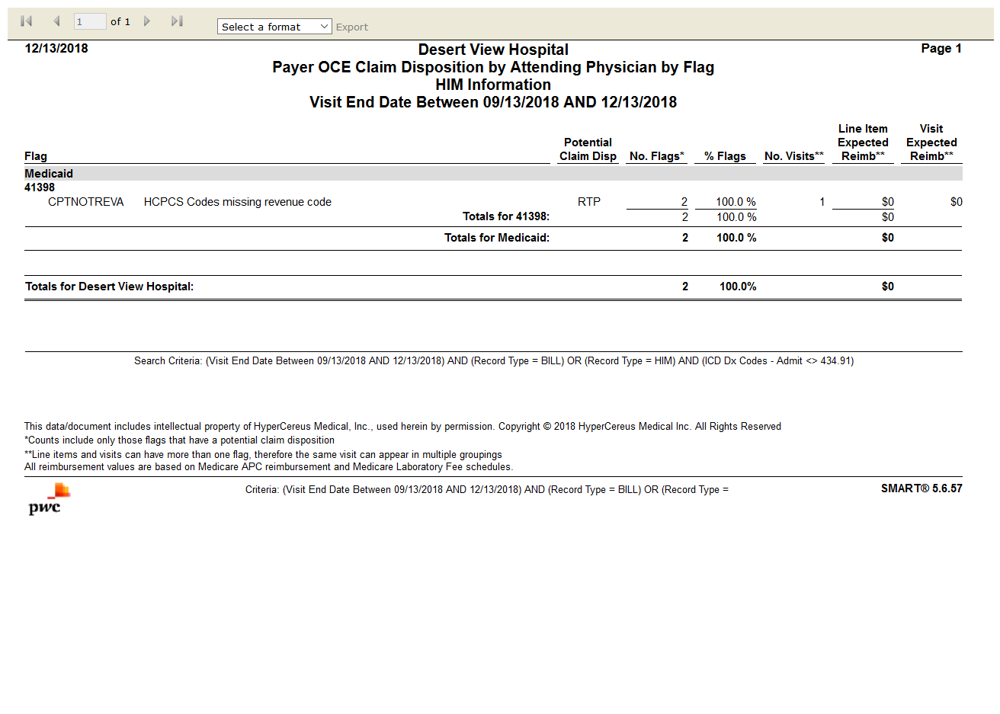 1 of 1 Select a format Export
12/13/2018 Desert View Hospital Page 1
Payer OCE Claim Disposition by Attending Physician by Flag
HIM Information
Visit End Date Between 09/13/2018 AND 12/13/2018
Line Item Visit
Potential Expected Expected
Flag Claim Disp No. Flags* % Flags No. Visits** Reimb** Reimb**
Medicaid
41398
CPTNOTREVA HCPCS Codes missing revenue code RTP 2 100.0 % 1 $0 $0
Totals for 41398: 2 100.0 % $0
Totals for Medicaid: 2 100.0 % $0
Totals for Desert View Hospital: 2 100.0% $0
Search Criteria: (Visit End Date Between 09/13/2018 AND 12/13/2018) AND (Record Type = BILL) OR (Record Type = HIM) AND (ICD Dx Codes - Admit <> 434.91)
This data/document includes intellectual property of HyperCereus Medical, Inc., used herein by permission. Copyright © 2018 HyperCereus Medical Inc. All Rights Reserved
*Counts include only those flags that have a potential claim disposition
**Line items and visits can have more than one flag, therefore the same visit can appear in multiple groupings
All reimbursement values are based on Medicare APC reimbursement and Medicare Laboratory Fee schedules.
Criteria: (Visit End Date Between 09/13/2018 AND 12/13/2018) AND (Record Type = BILL) OR (Record Type = SMART® 5.6.57
pwc